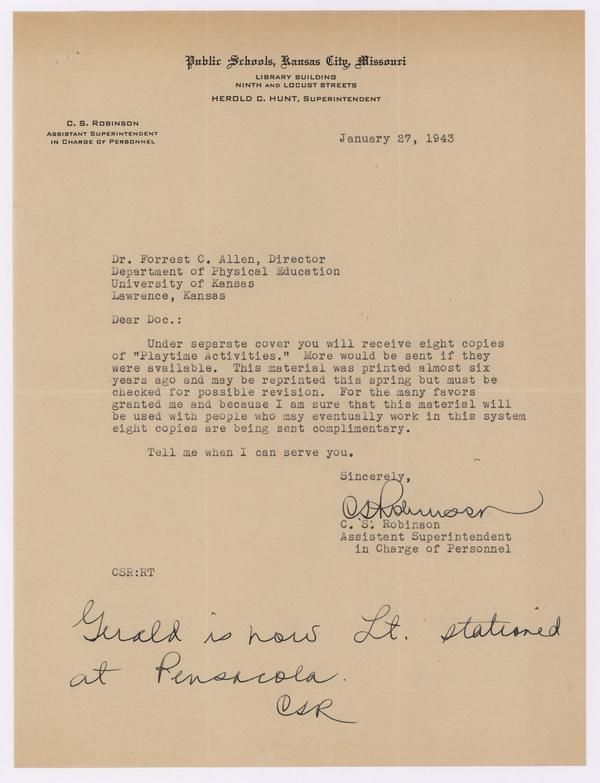 Public Schools, Kansas City, Missouri
LIBRARY BUILDING
NINTH AND LOCUST STREETS
HEROLD C. HUNT, SUPERINTENDENT
C. S. ROBINSON
ASSISTANT SUPERINTENDENT
IN CHARGE OF PERSONNEL
January 27, 1943
Dr. Forrest C. Allen, Director
Department of Physical Education
University of Kansas
Lawrence, Kansas
Dear Doc.:
Under separate cover you will receive eight copies
of "Playtime Activities." More would be sent if they
were available. This material was printed almost six
years ago and may be reprinted this spring but must be
checked for possible revision. For the many favors
granted me and because I am sure that this material will
be used with people who may eventually work in this system
eight copies are being sent complimentary.
Tell me when I can serve you.
Sincerely,
CS Robinson
C. S. Robinson
Assistant Superintendent
in Charge of Personnel
CSR:RT
Gerald is now Lt. stationed
at Pensacola.
CSR